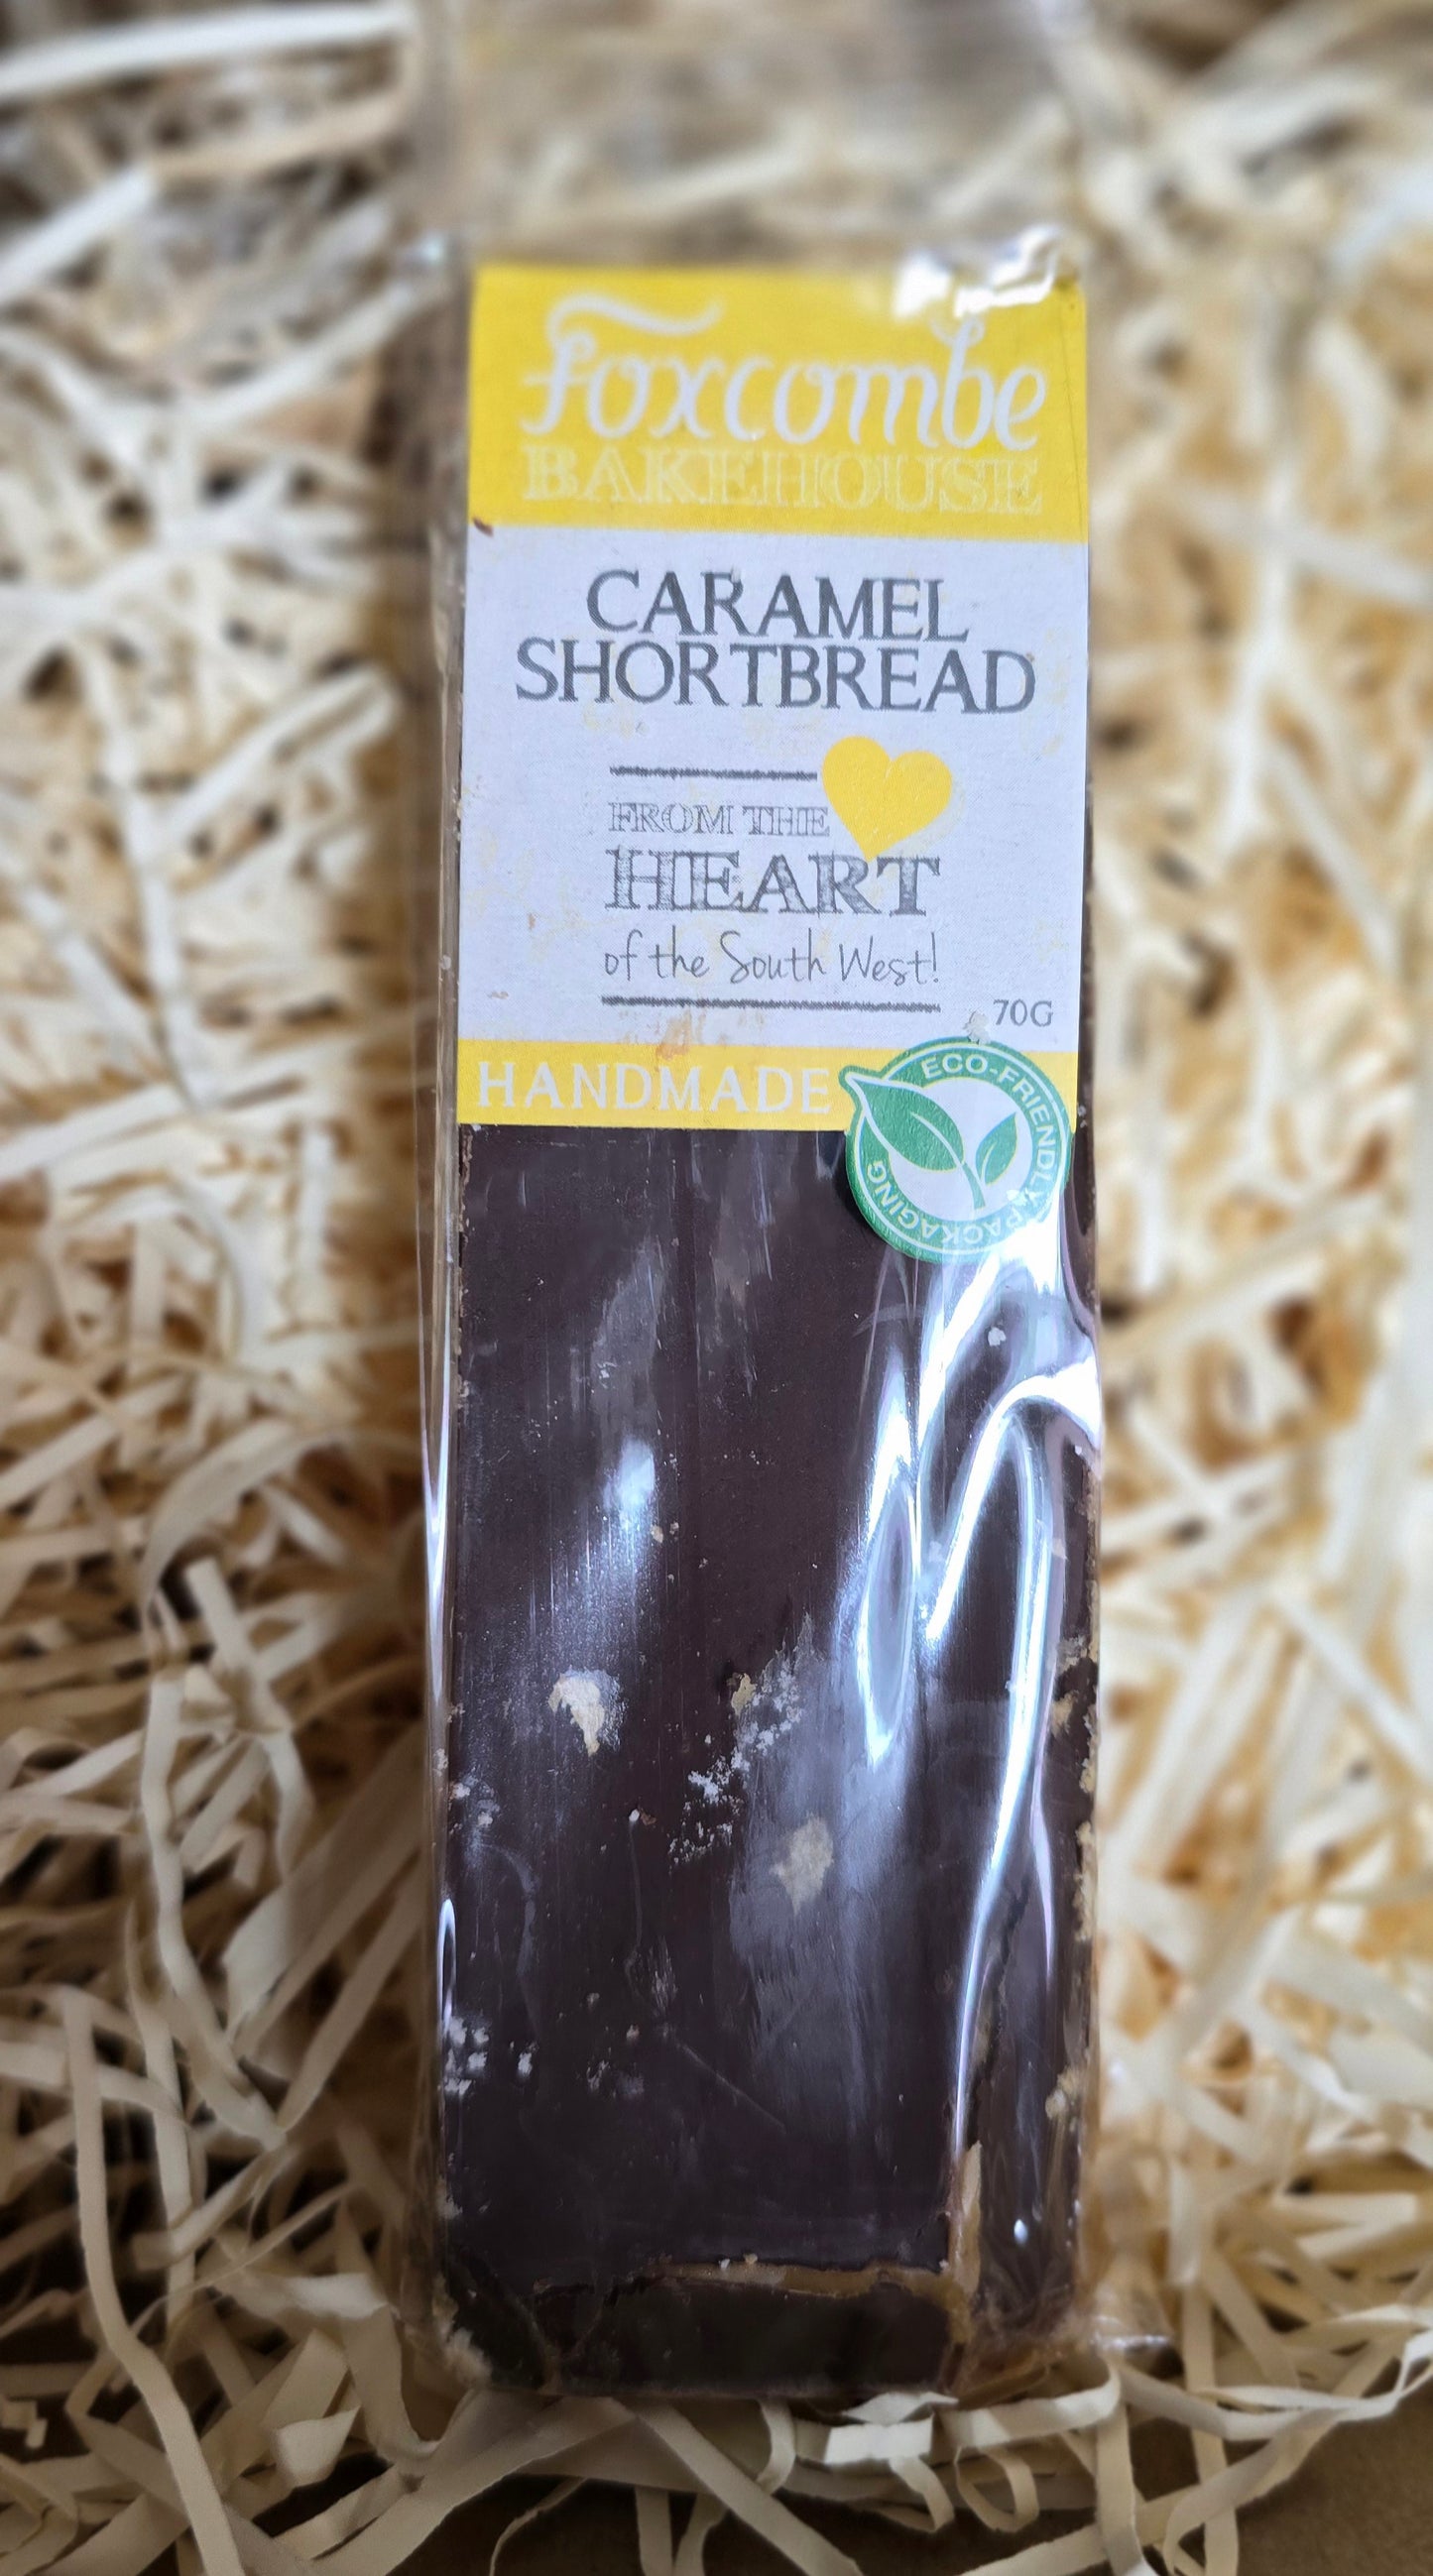 foxcombe
BAKEHOUSE
CARAMEL
SHORTBREAD
FROM THE
HEART
of the South West!
70G
HANDMADE
ECO-FRIENDLY PACKAGING